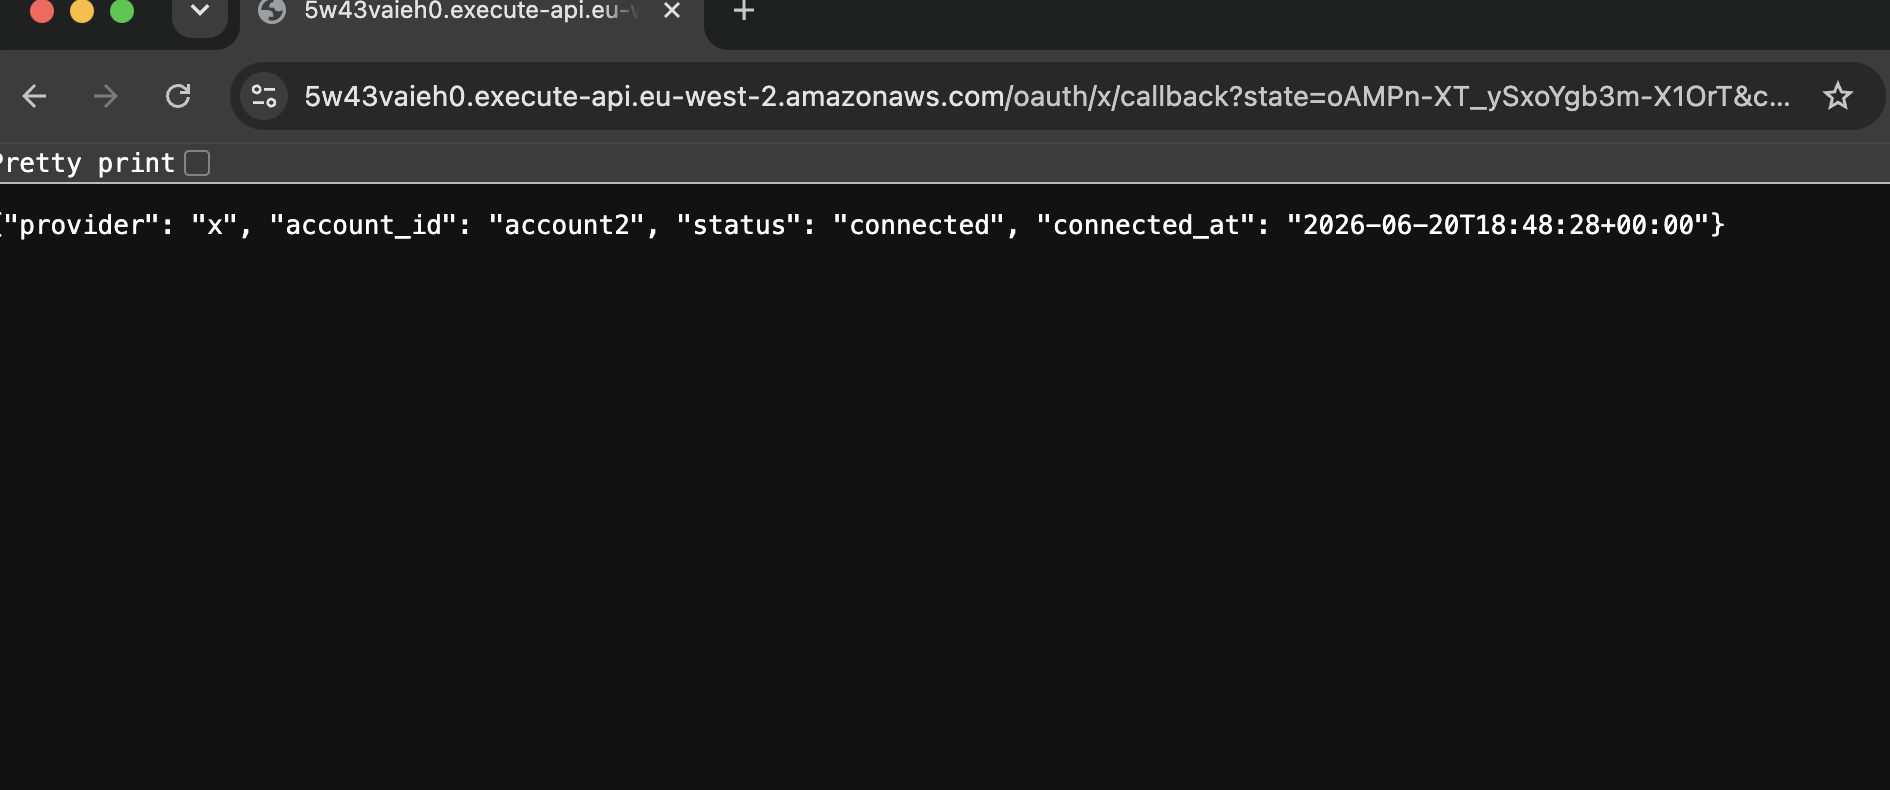 5w43vaieh0.execute-api.eu-w
5w43vaieh0.execute-api.eu-west-2.amazonaws.com/oauth/x/callback?state=oAMPn-XT_ySxoYgb3m-X1OrT&c...
Pretty print
{"provider": "x", "account_id": "account2", "status": "connected", "connected_at": "2026-06-20T18:48:28+00:00"}